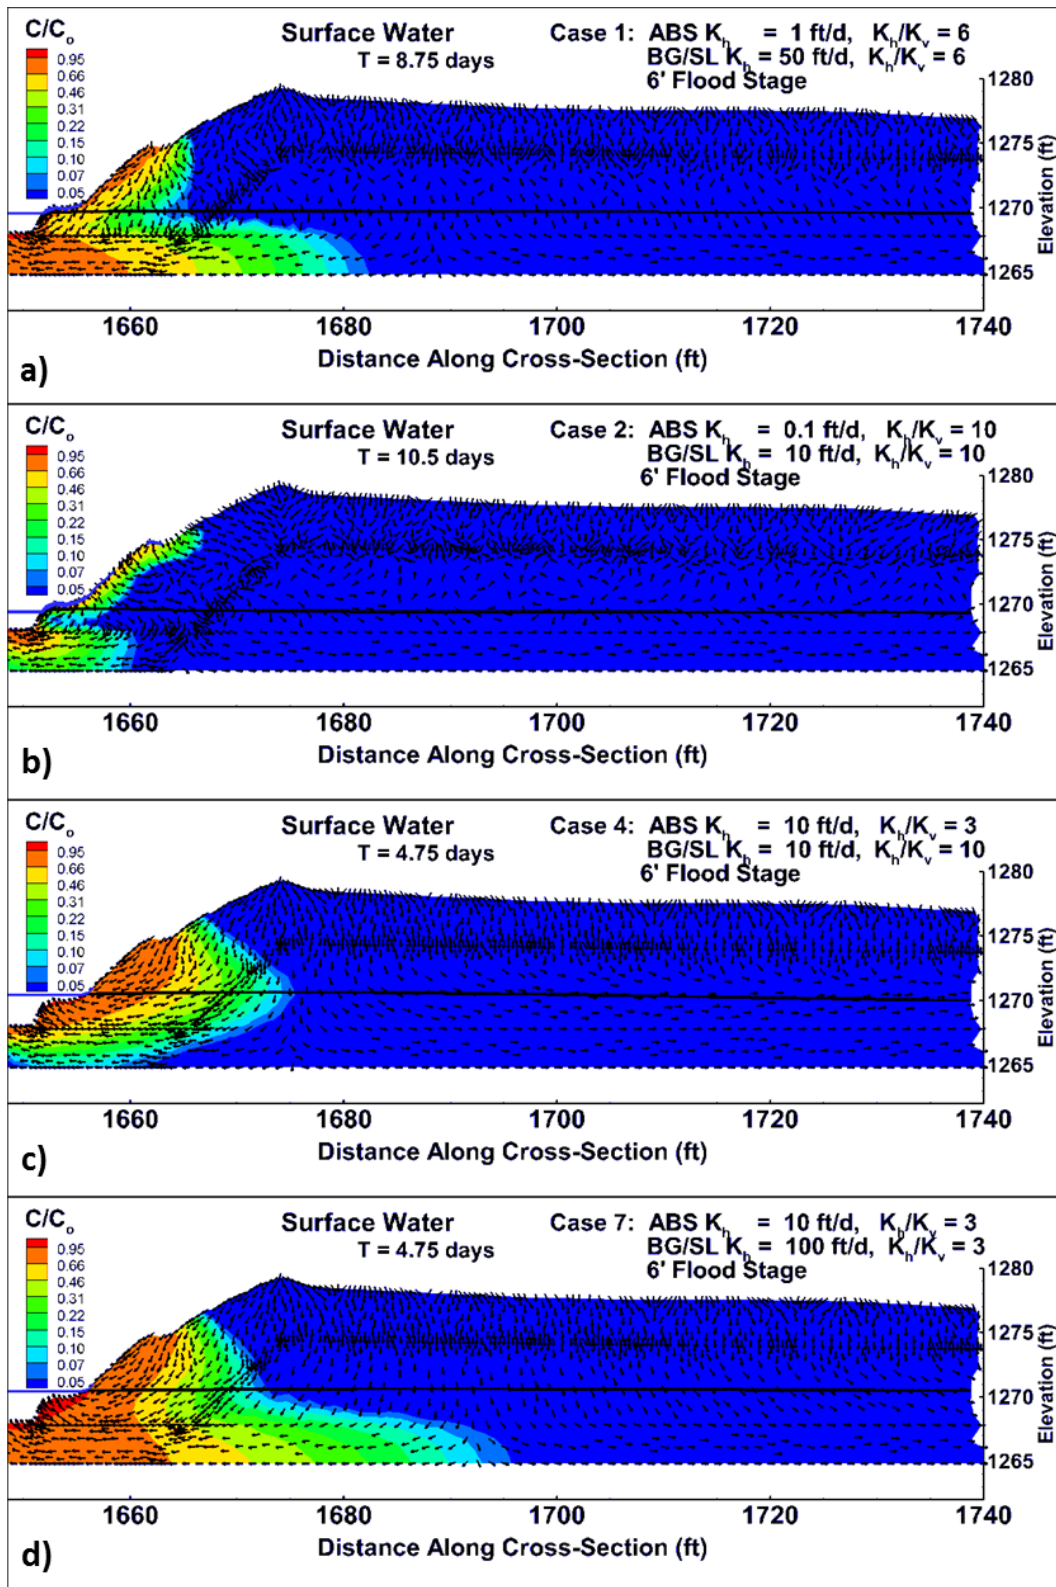 C/Co
0.95
0.66
0.46
0.31
0.22
0.15
0.10
0.07
0.05
Surface Water
T = 8.75 days
Case 1: ABS Kh = 1 ft/d, Kh/Kv = 6
BG/SL Kh = 50 ft/d, Kh/Kv = 6
6' Flood Stage
1280
1275
1270
1265
Elevation (ft)
1660 1680 1700 1720 1740
Distance Along Cross-Section (ft)
a)
C/Co
0.95
0.66
0.46
0.31
0.22
0.15
0.10
0.07
0.05
Surface Water
T = 10.5 days
Case 2: ABS Kh = 0.1 ft/d, Kh/Kv = 10
BG/SL Kh = 10 ft/d, Kh/Kv = 10
6' Flood Stage
1280
1275
1270
1265
Elevation (ft)
1660 1680 1700 1720 1740
Distance Along Cross-Section (ft)
b)
C/Co
0.95
0.66
0.46
0.31
0.22
0.15
0.10
0.07
0.05
Surface Water
T = 4.75 days
Case 4: ABS Kh = 10 ft/d, Kh/Kv = 3
BG/SL Kh = 10 ft/d, Kh/Kv = 10
6' Flood Stage
1280
1275
1270
1265
Elevation (ft)
1660 1680 1700 1720 1740
Distance Along Cross-Section (ft)
c)
C/Co
0.95
0.66
0.46
0.31
0.22
0.15
0.10
0.07
0.05
Surface Water
T = 4.75 days
Case 7: ABS Kh = 10 ft/d, Kh/Kv = 3
BG/SL Kh = 100 ft/d, Kh/Kv = 3
6' Flood Stage
1280
1275
1270
1265
Elevation (ft)
1660 1680 1700 1720 1740
Distance Along Cross-Section (ft)
d)